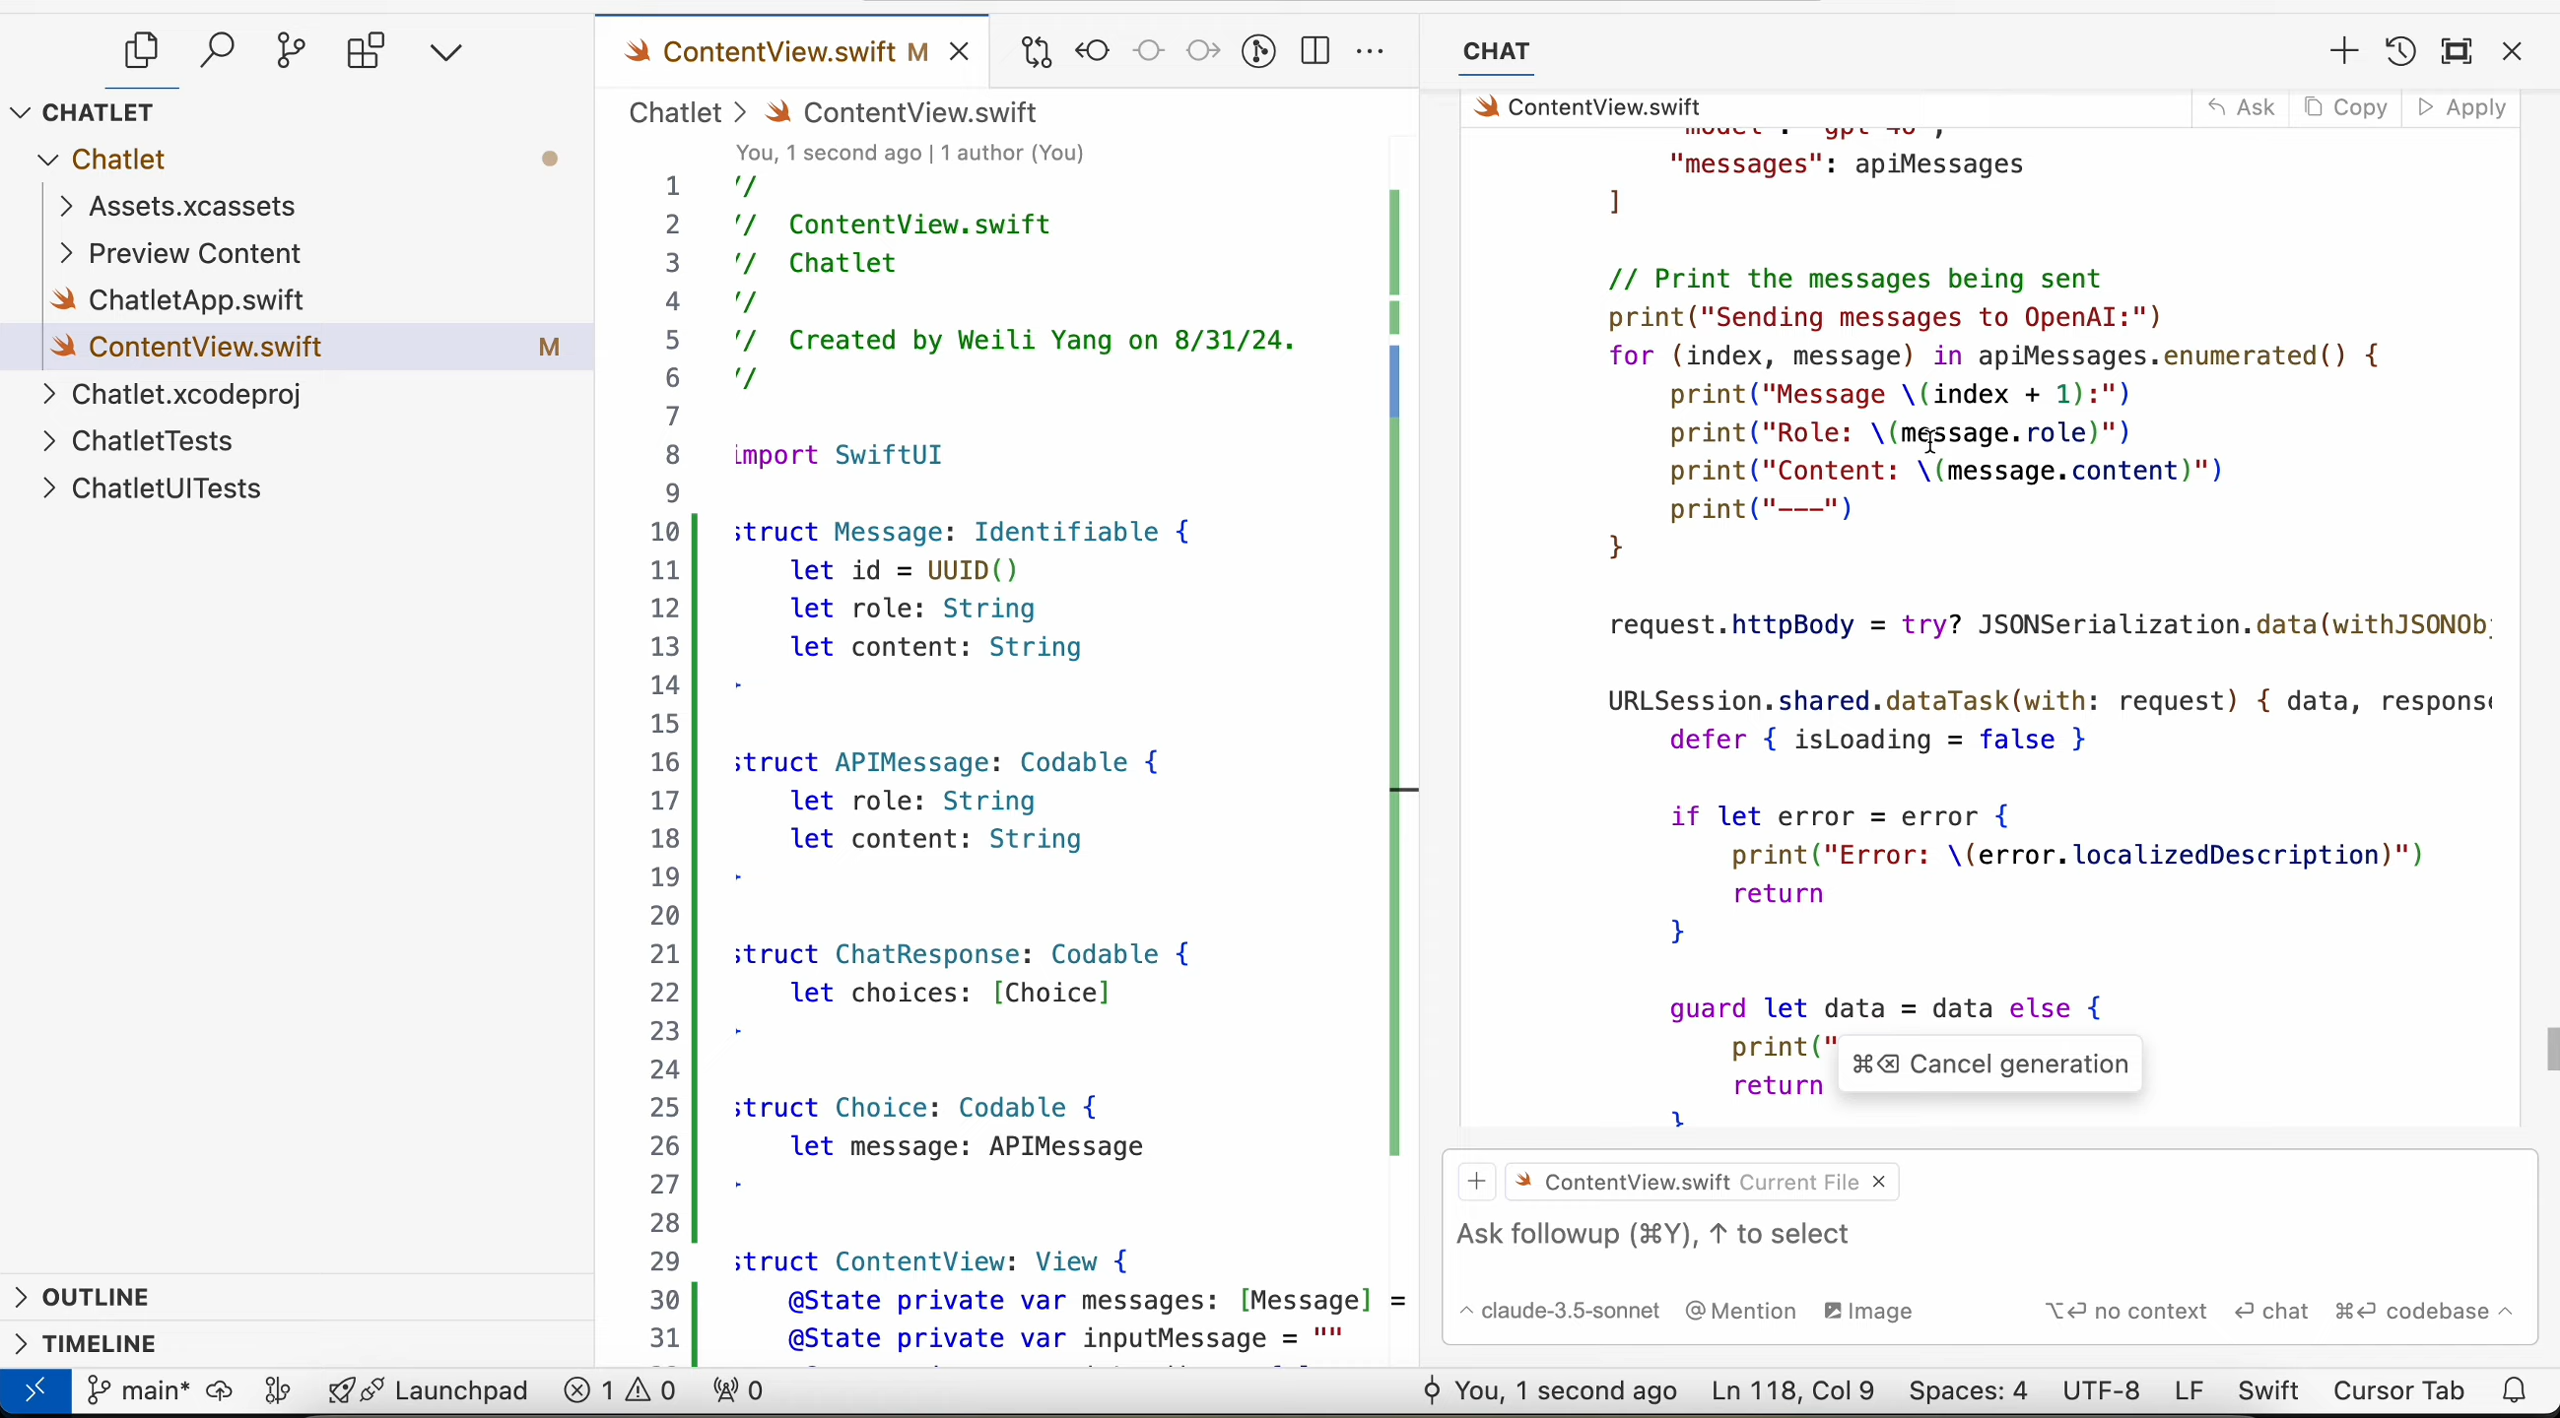 CHATLET
Chatlet
Assets.xcassets
Preview Content
ChatletApp.swift
ContentView.swift M
Chatlet.xcodeproj
ChatletTests
ChatletUITests
OUTLINE
TIMELINE
ContentView.swift M
Chatlet > ContentView.swift
You, 1 second ago | 1 author (You)
1 //
2 // ContentView.swift
3 // Chatlet
4 //
5 // Created by Weili Yang on 8/31/24.
6 //
7
8 import SwiftUI
9
10 struct Message: Identifiable {
11 let id = UUID()
12 let role: String
13 let content: String
14 }
15
16 struct APIMessage: Codable {
17 let role: String
18 let content: String
19 }
20
21 struct ChatResponse: Codable {
22 let choices: [Choice]
23 }
24
25 struct Choice: Codable {
26 let message: APIMessage
27 }
28
29 struct ContentView: View {
30 @State private var messages: [Message] =
31 @State private var inputMessage = ""
CHAT
ContentView.swift Ask Copy Apply
"model": "gpt-4o",
"messages": apiMessages
]
// Print the messages being sent
print("Sending messages to OpenAI:")
for (index, message) in apiMessages.enumerated() {
print("Message \(index + 1):")
print("Role: \(message.role)")
print("Content: \(message.content)")
print("---")
}
request.httpBody = try? JSONSerialization.data(withJSONOb
URLSession.shared.dataTask(with: request) { data, respons
defer { isLoading = false }
if let error = error {
print("Error: \(error.localizedDescription)")
return
}
guard let data = data else {
print("
return
}
⌘⌫ Cancel generation
+ ContentView.swift Current File ×
Ask followup (⌘Y), ↑ to select
claude-3.5-sonnet @ Mention Image ⌥⏎ no context ⏎ chat ⌘⏎ codebase
main* Launchpad 1 0 0 You, 1 second ago Ln 118, Col 9 Spaces: 4 UTF-8 LF Swift Cursor Tab